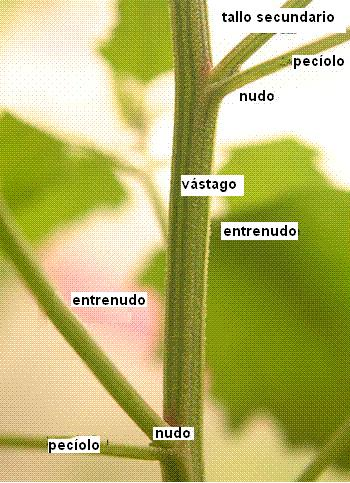 tallo secundario
pecíolo
nudo
vástago
entrenudo
entrenudo
nudo
pecíolo